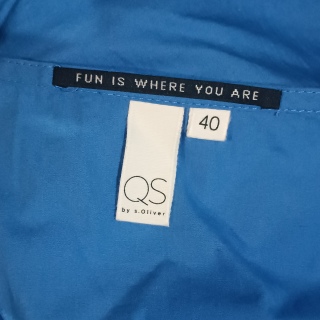 FUN IS WHERE YOU ARE
40
QS
by s.Oliver